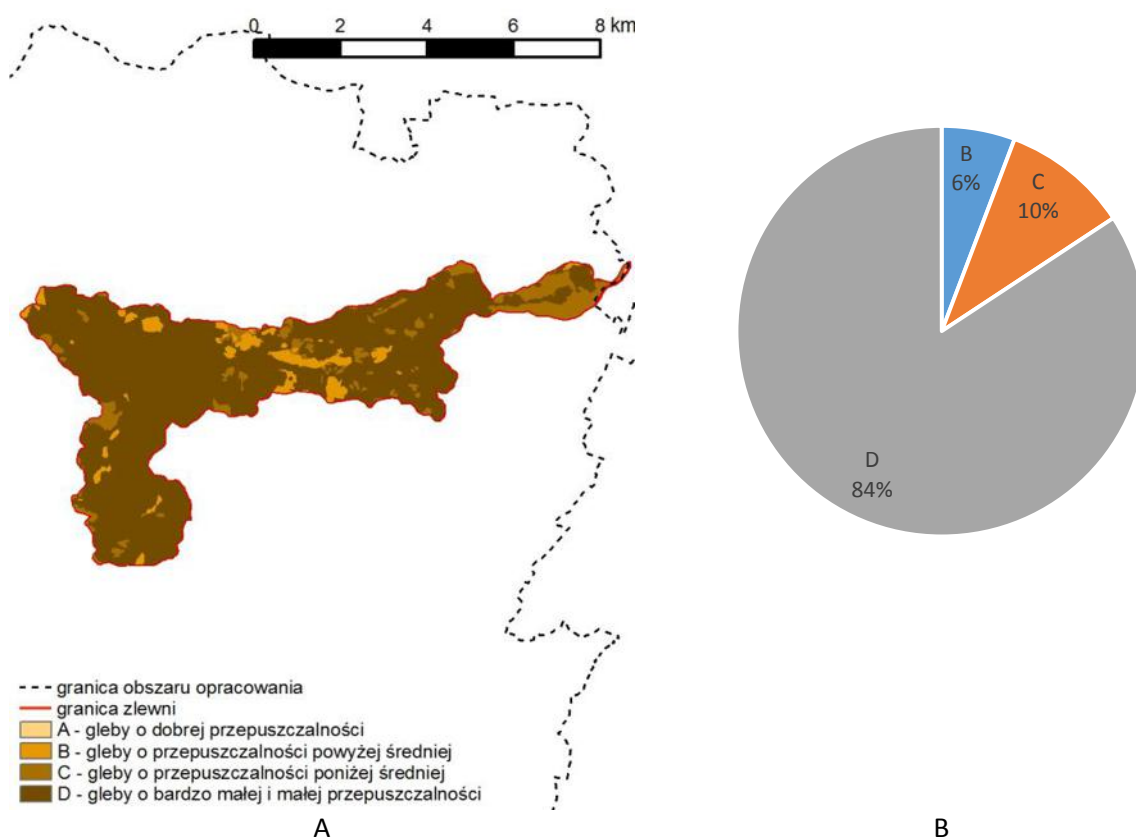 0 2 4 6 8 km
B
6%
C
10%
D
84%
granica obszaru opracowania
granica zlewni
A - gleby o dobrej przepuszczalności
B - gleby o przepuszczalności powyżej średniej
C - gleby o przepuszczalności poniżej średniej
D - gleby o bardzo małej i małej przepuszczalności
A
B